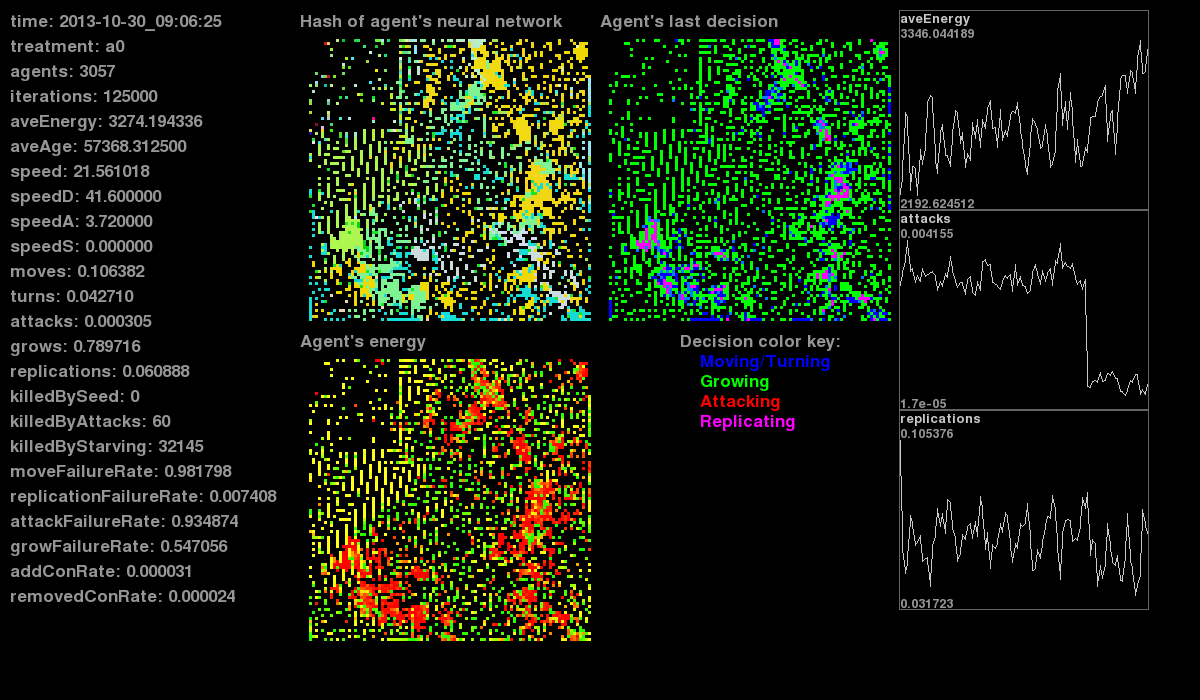 time: 2013-10-30_09:06:25
treatment: a0
agents: 3057
iterations: 125000
aveEnergy: 3274.194336
aveAge: 57368.312500
speed: 21.561018
speedD: 41.600000
speedA: 3.720000
speedS: 0.000000
moves: 0.106382
turns: 0.042710
attacks: 0.000305
grows: 0.789716
replications: 0.060888
killedBySeed: 0
killedByAttacks: 60
killedByStarving: 32145
moveFailureRate: 0.981798
replicationFailureRate: 0.007408
attackFailureRate: 0.934874
growFailureRate: 0.547056
addConRate: 0.000031
removedConRate: 0.000024
Hash of agent's neural network
Agent's last decision
Agent's energy
Decision color key:
Moving/Turning
Growing
Attacking
Replicating
aveEnergy
3346.044189
2192.624512
attacks
0.004155
1.7e-05
replications
0.105376
0.031723